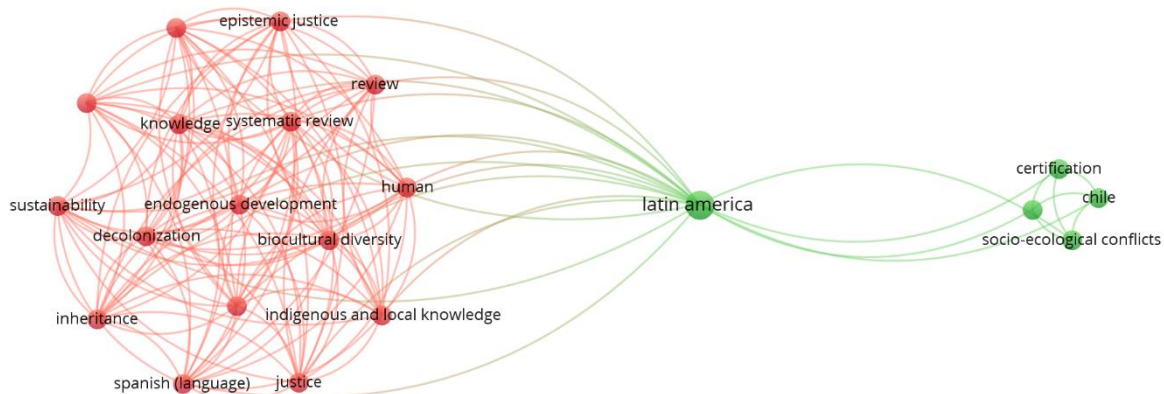 epistemic justice
review
knowledge
systematic review
human
sustainability
endogenous development
decolonization
biocultural diversity
inheritance
indigenous and local knowledge
spanish (language)
justice
latin america
certification
chile
socio-ecological conflicts